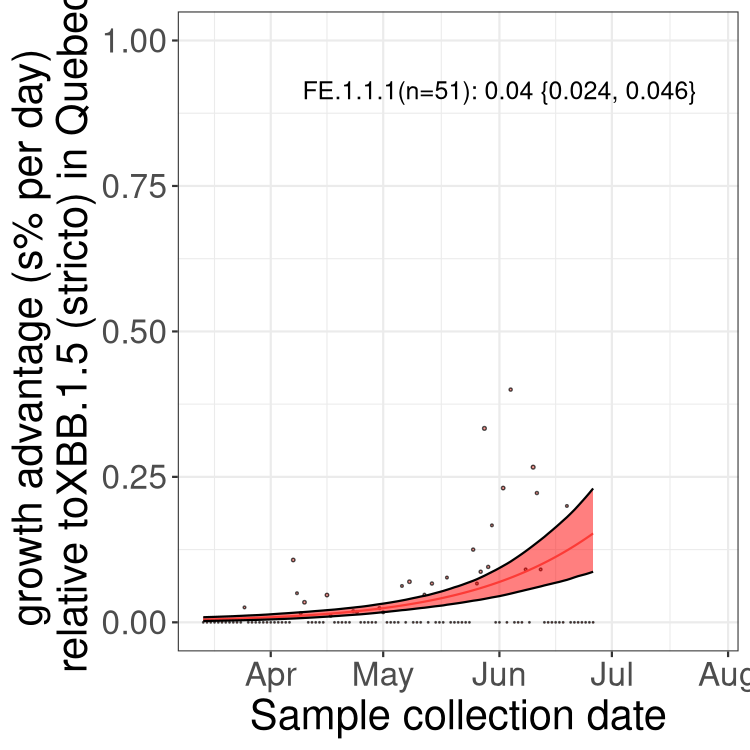 growth advantage (s% per day)
relative toXBB.1.5 (stricto) in Quebec
1.00
0.75
0.50
0.25
0.00
FE.1.1.1(n=51): 0.04 {0.024, 0.046}
Apr
May
Jun
Jul
Aug
Sample collection date